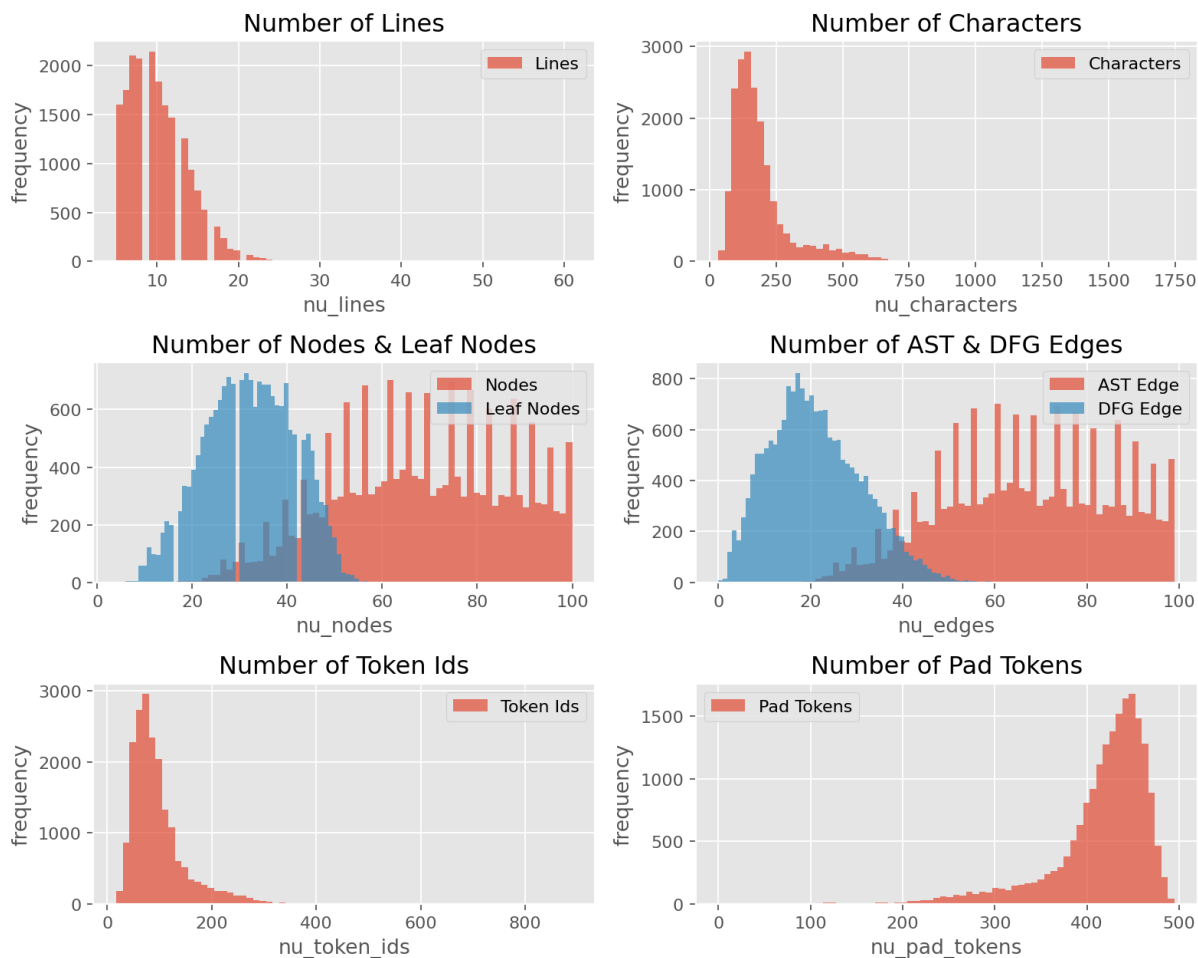 Number of Lines
Lines
frequency
2000
1500
1000
500
0
10
20
30
40
50
60
nu_lines
Number of Characters
Characters
frequency
3000
2000
1000
0
0
250
500
750
1000
1250
1500
1750
nu_characters
Number of Nodes & Leaf Nodes
Nodes
Leaf Nodes
frequency
600
400
200
0
0
20
40
60
80
100
nu_nodes
Number of AST & DFG Edges
AST Edge
DFG Edge
frequency
800
600
400
200
0
0
20
40
60
80
100
nu_edges
Number of Token Ids
Token Ids
frequency
3000
2000
1000
0
0
200
400
600
800
nu_token_ids
Number of Pad Tokens
Pad Tokens
frequency
1500
1000
500
0
0
100
200
300
400
500
nu_pad_tokens